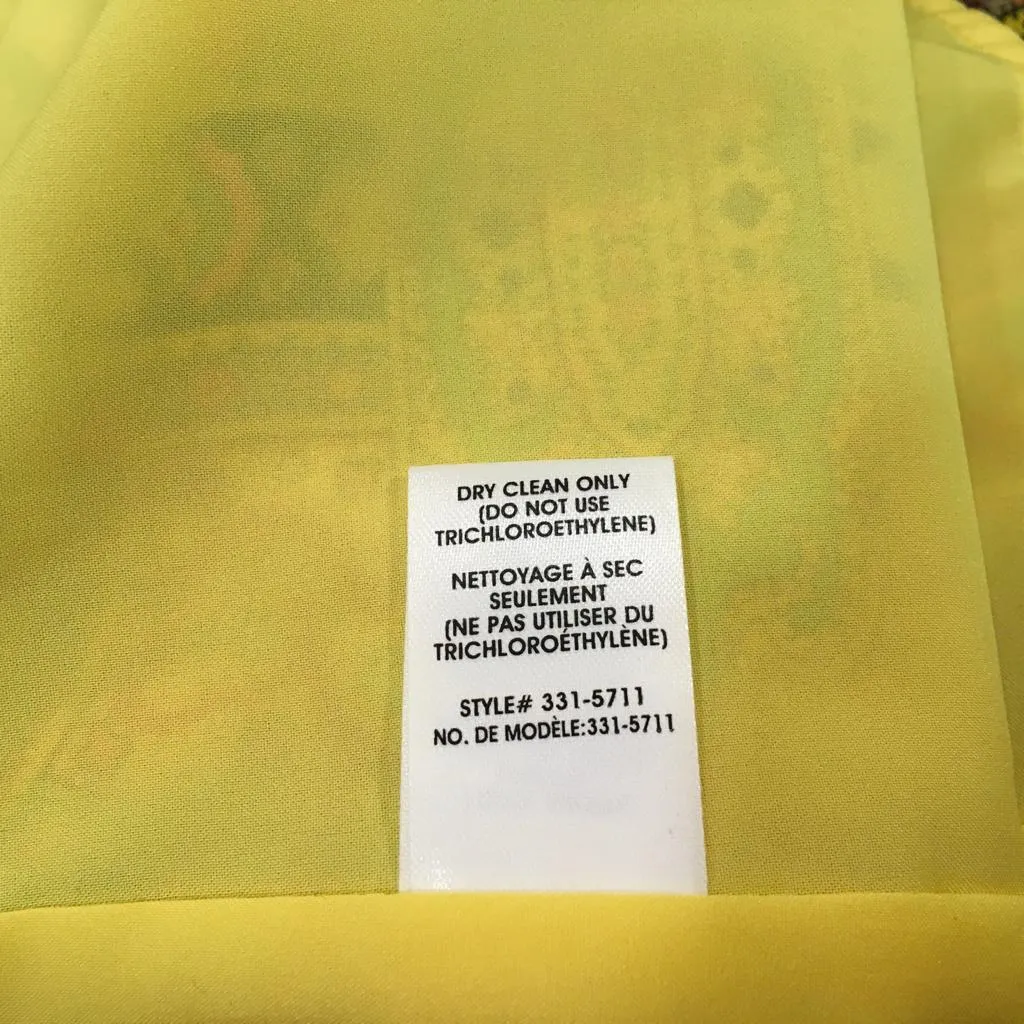 DRY CLEAN ONLY
(DO NOT USE
TRICHLOROETHYLENE)
NETTOYAGE À SEC
SEULEMENT
(NE PAS UTILISER DU
TRICHLOROÉTHYLÈNE)
STYLE# 331-5711
NO. DE MODÈLE:331-5711